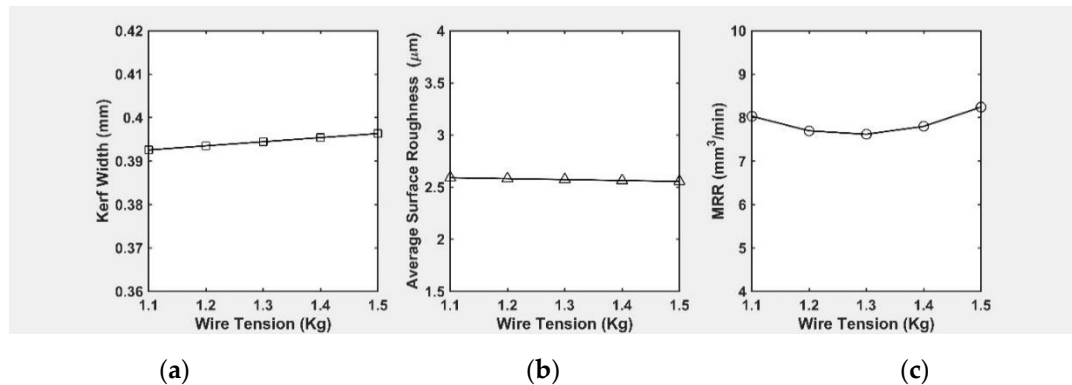 Kerf Width (mm)
0.42
0.41
0.4
0.39
0.38
0.37
0.36
1.1 1.2 1.3 1.4 1.5
Wire Tension (Kg)
Average Surface Roughness (μm)
4
3.5
3
2.5
2
1.5
1.1 1.2 1.3 1.4 1.5
Wire Tension (Kg)
MRR (mm³/min)
10
9
8
7
6
5
4
1.1 1.2 1.3 1.4 1.5
Wire Tension (Kg)
(a) (b) (c)